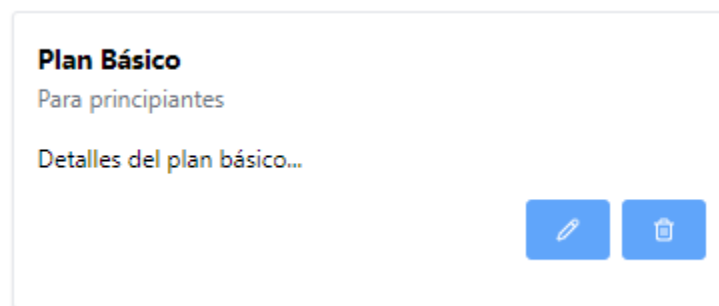 Plan Básico
Para principiantes
Detalles del plan básico...